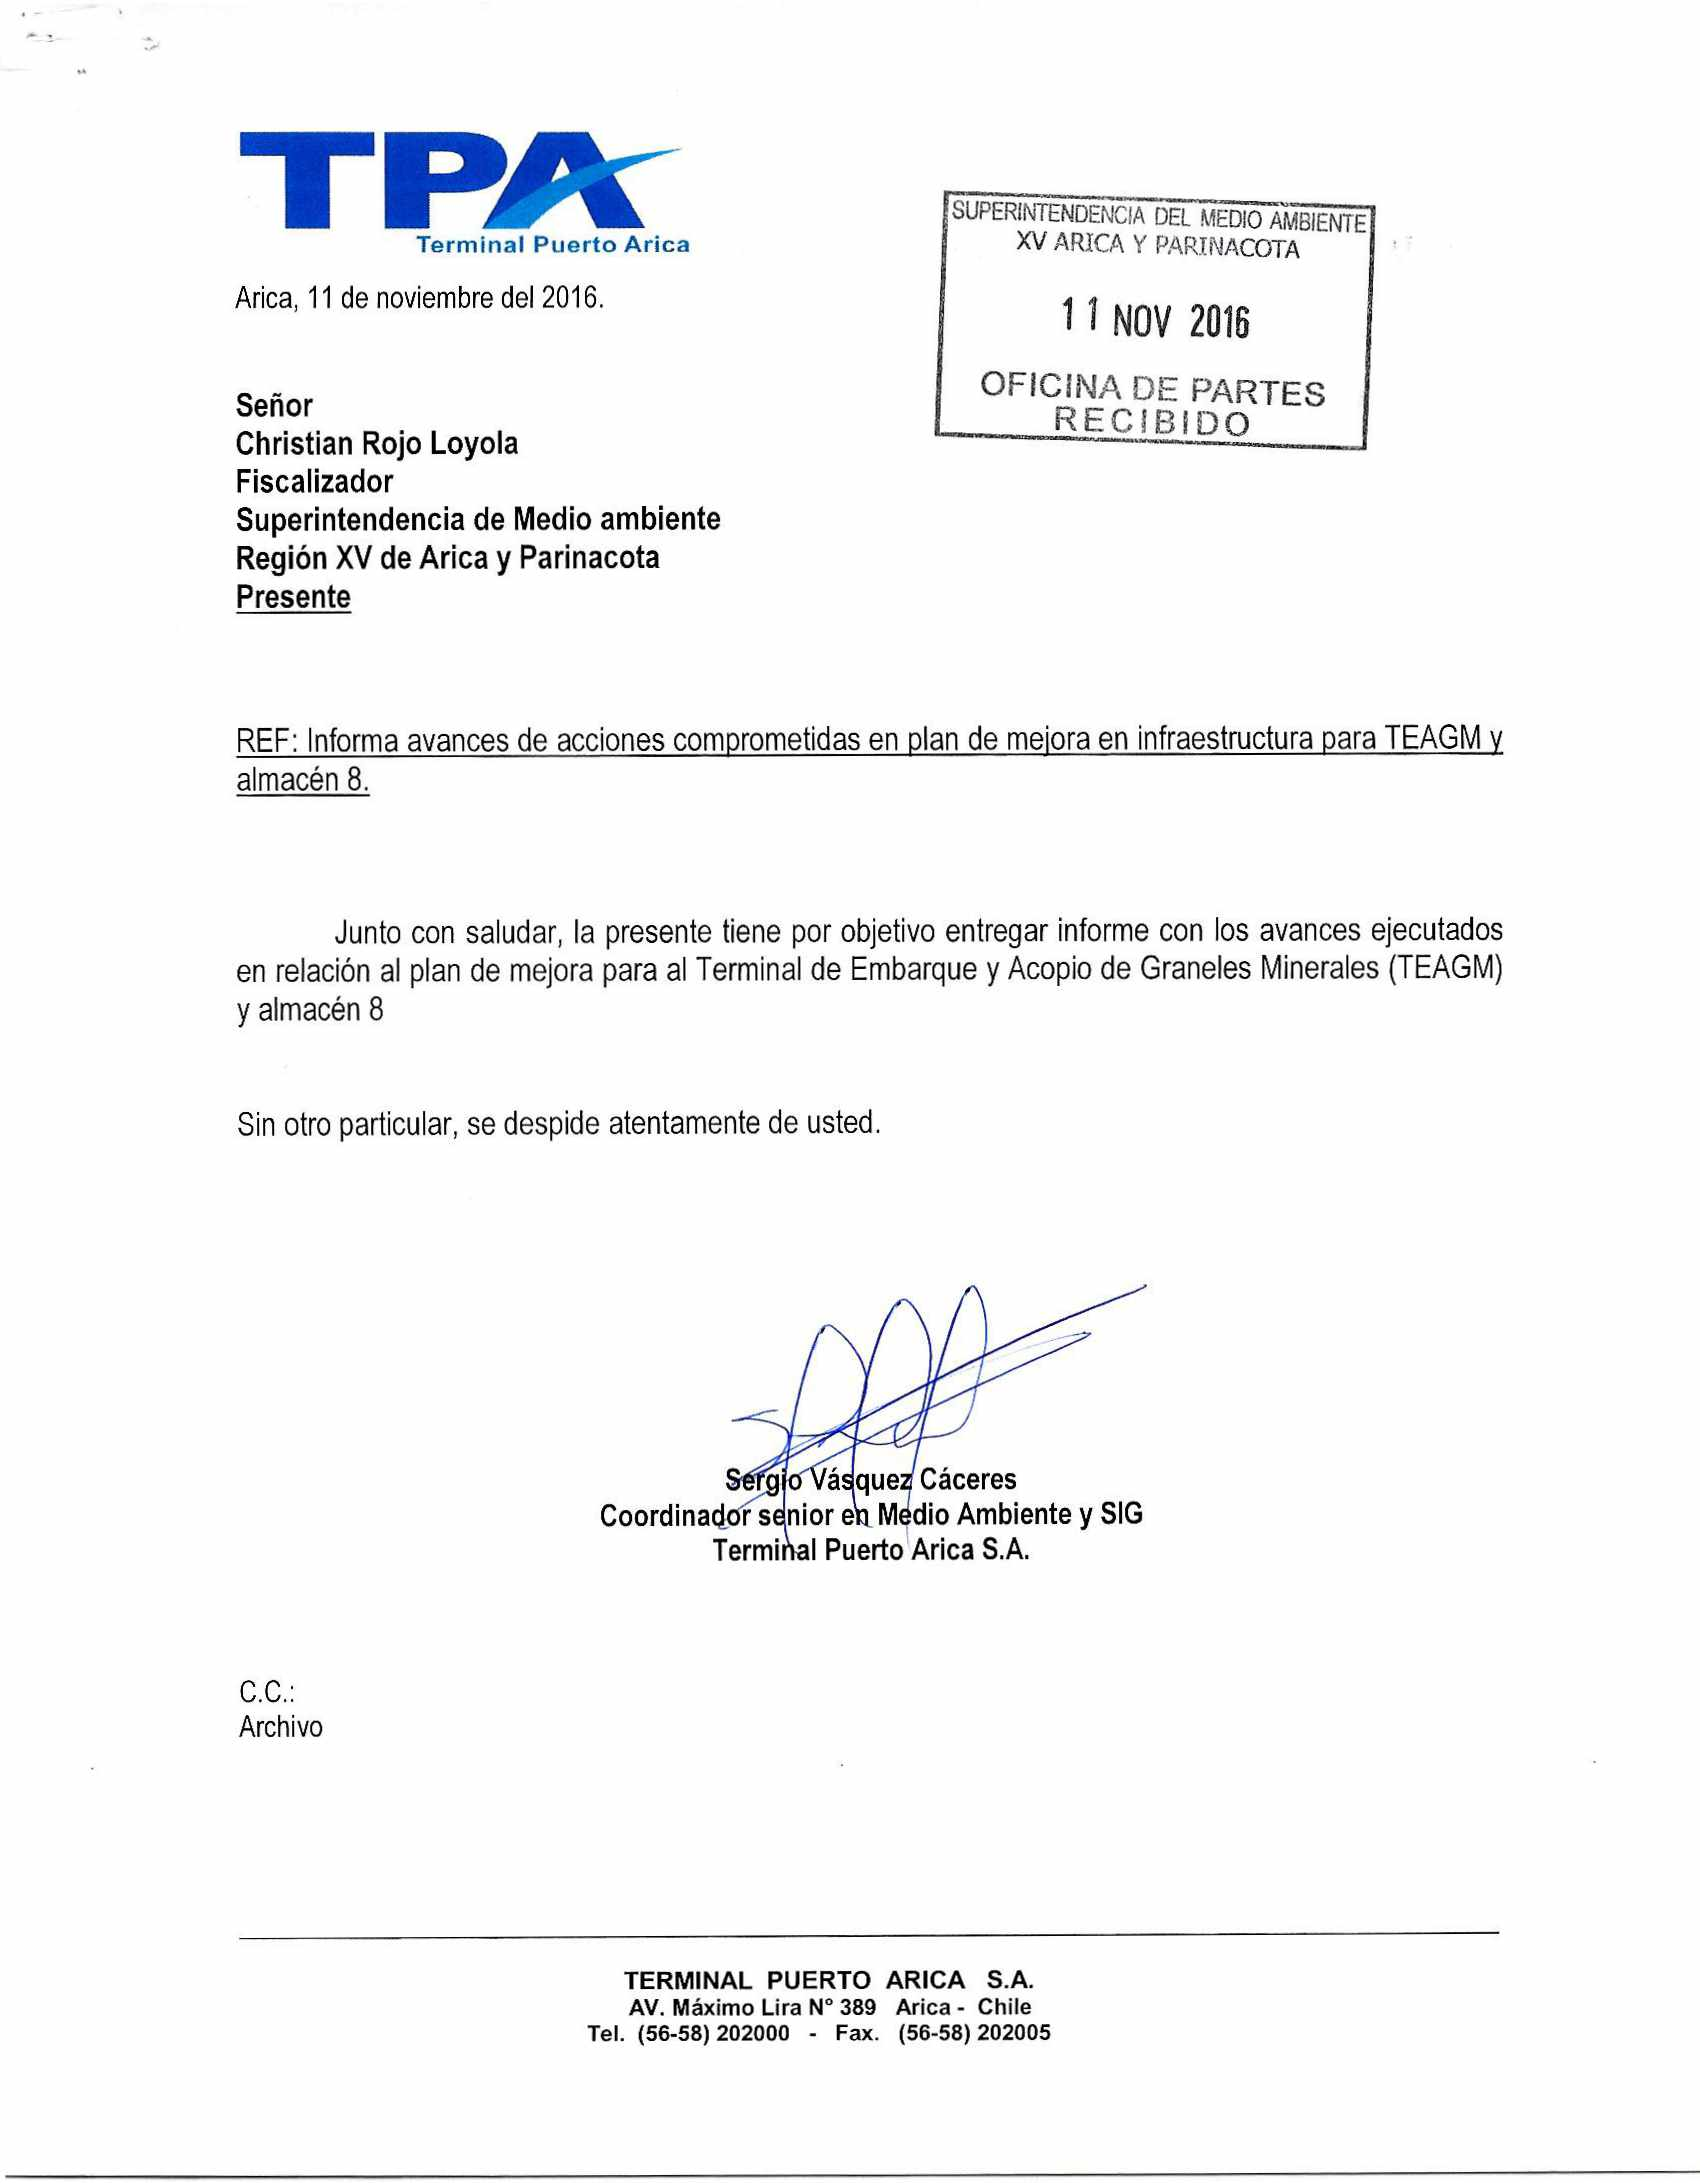 TPA
Terminal Puerto Arica
SUPERINTENDENCIA DEL MEDIO AMBIENTE
XV ARICA Y PARINACOTA
11 NOV 2016
OFICINA DE PARTES
RECIBIDO
Arica, 11 de noviembre del 2016.
Señor
Christian Rojo Loyola
Fiscalizador
Superintendencia de Medio ambiente
Región XV de Arica y Parinacota
Presente
REF: Informa avances de acciones comprometidas en plan de mejora en infraestructura para TEAGM y
almacén 8.
Junto con saludar, la presente tiene por objetivo entregar informe con los avances ejecutados
en relación al plan de mejora para al Terminal de Embarque y Acopio de Graneles Minerales (TEAGM)
y almacén 8
Sin otro particular, se despide atentamente de usted.
Sergio Vásquez Cáceres
Coordinador senior en Medio Ambiente y SIG
Terminal Puerto Arica S.A.
C.C.:
Archivo
TERMINAL PUERTO ARICA S.A.
AV. Máximo Lira N° 389 Arica - Chile
Tel. (56-58) 202000 - Fax. (56-58) 202005